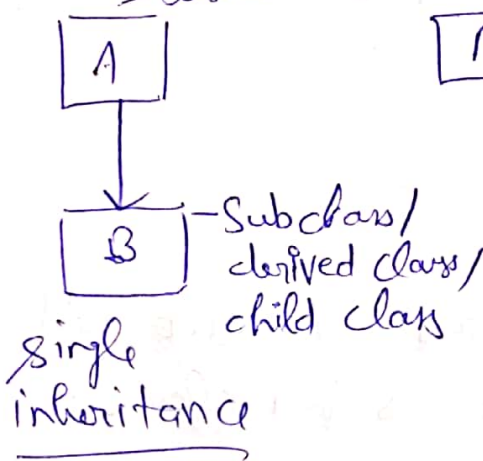 A
B
-Subclass/
derived class/
child class
single
inheritance